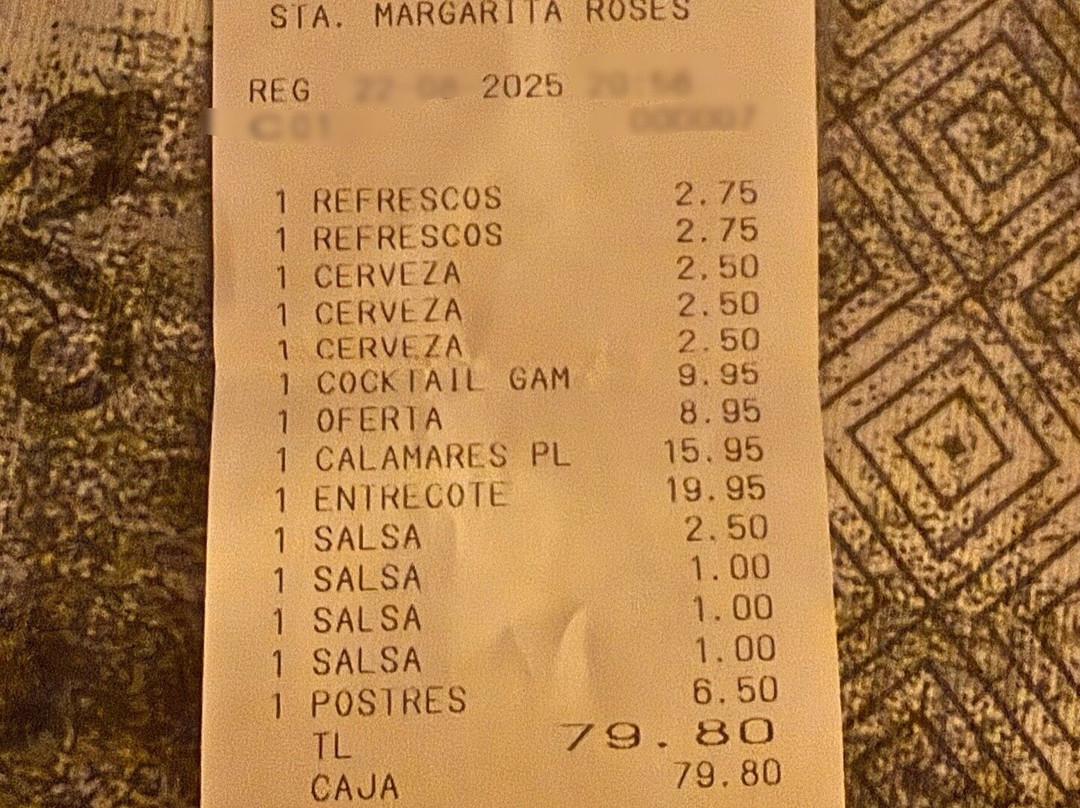 STA. MARGARITA ROSES
REG 2025
1 REFRESCOS 2.75
1 REFRESCOS 2.75
1 CERVEZA 2.50
1 CERVEZA 2.50
1 CERVEZA 2.50
1 COCKTAIL GAM 9.95
1 OFERTA 8.95
1 CALAMARES PL 15.95
1 ENTRECOTE 19.95
1 SALSA 2.50
1 SALSA 1.00
1 SALSA 1.00
1 SALSA 1.00
1 POSTRES 6.50
TL 79.80
CAJA 79.80